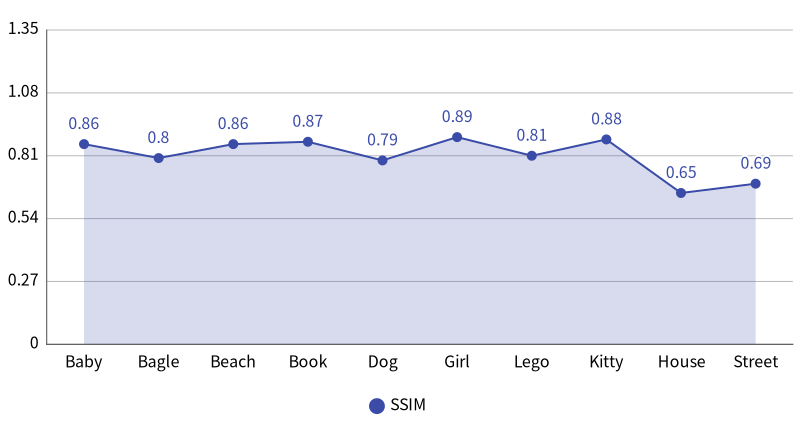 1.35
1.08
0.81
0.54
0.27
0
0.86 0.8 0.86 0.87 0.79 0.89 0.81 0.88 0.65 0.69
Baby Bagle Beach Book Dog Girl Lego Kitty House Street
SSIM